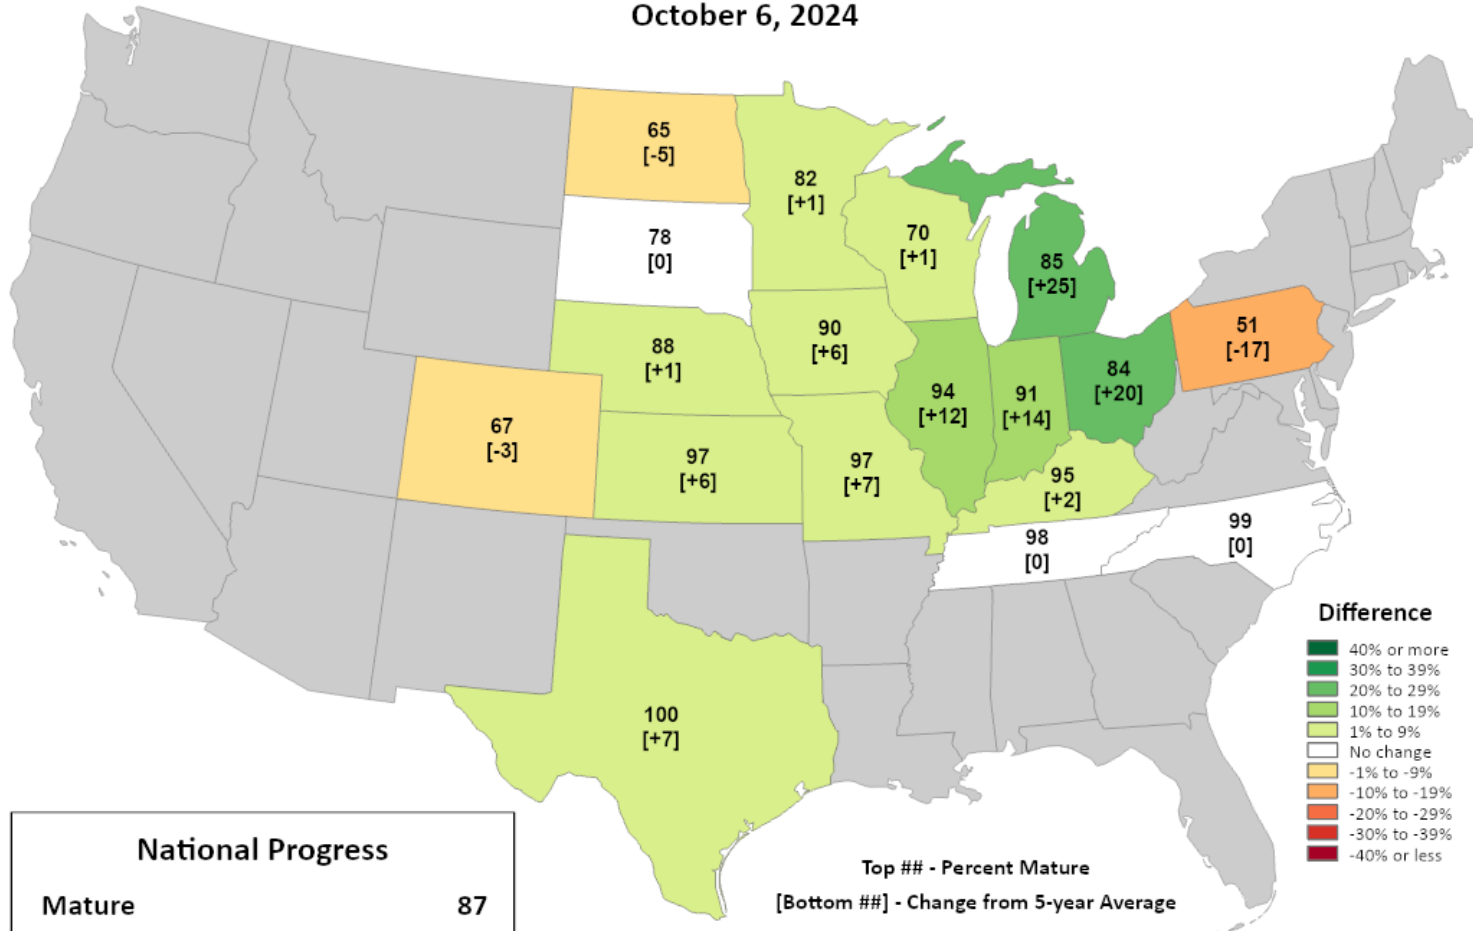 October 6, 2024
65
[-5]
82
[+1]
78
[0]
70
[+1]
85
[+25]
51
[-17]
88
[+1]
90
[+6]
94
[+12]
91
[+14]
84
[+20]
67
[-3]
97
[+6]
97
[+7]
95
[+2]
98
[0]
99
[0]
100
[+7]
Difference
40% or more
30% to 39%
20% to 29%
10% to 19%
1% to 9%
No change
-1% to -9%
-10% to -19%
-20% to -29%
-30% to -39%
-40% or less
National Progress
Mature 87
Top ## - Percent Mature
[Bottom ##] - Change from 5-year Average